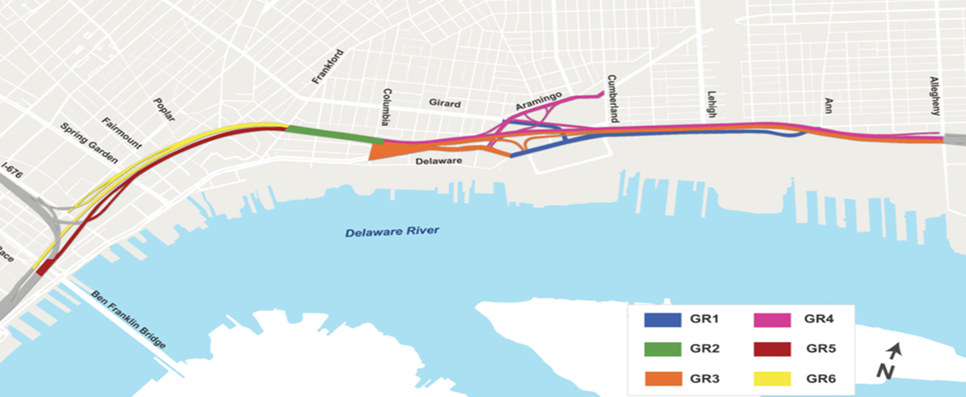 Frankford
Columbia
Girard
Aramingo
Cumberland
Lehigh
Ann
Allegheny
Poplar
Fairmount
Spring Garden
I-676
Delaware
Delaware River
Ben Franklin Bridge
GR1
GR4
GR2
GR5
GR3
GR6
N